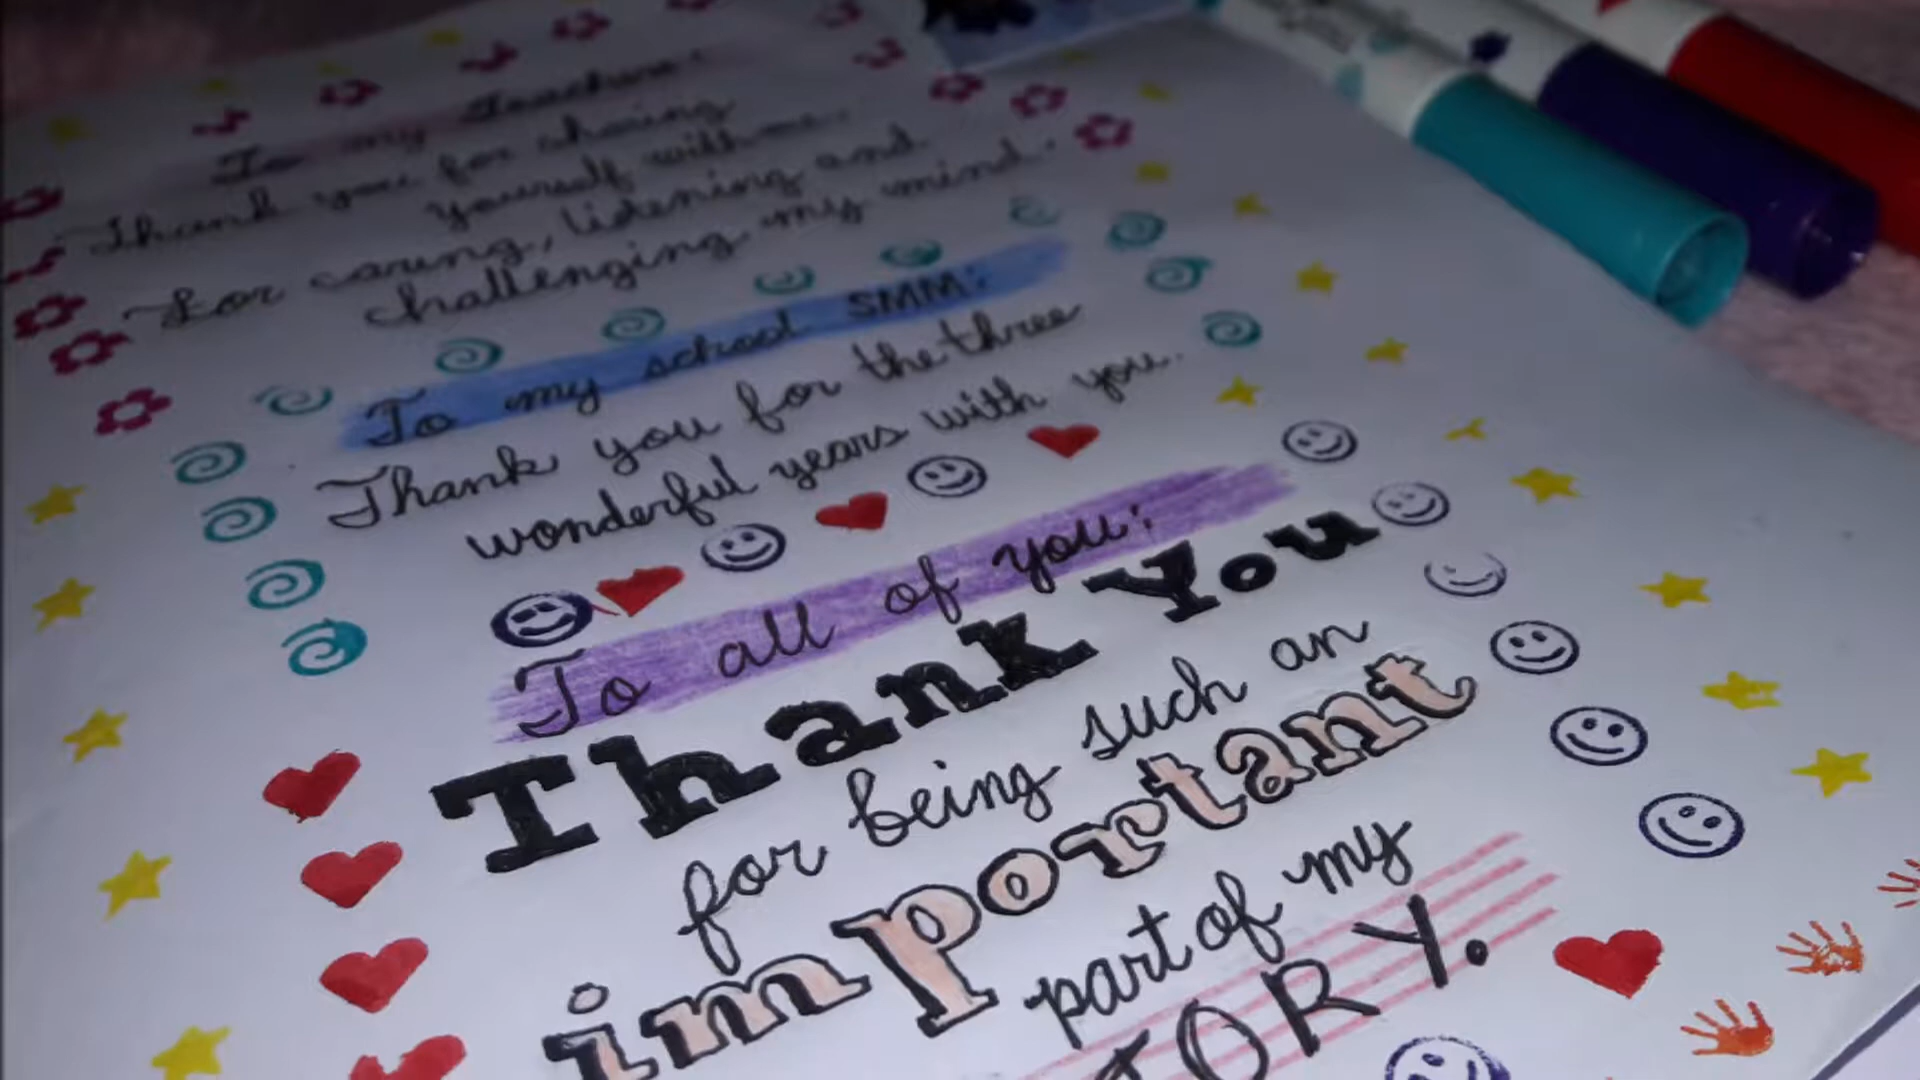 To my Teachers:
Thank you for sharing
yourself with me.
For caring, listening and
challenging my mind.
To my school SMM:
Thank you for the three
wonderful years with you.
To all of you:
Thank You
for being such an
important
part of my
TORY.